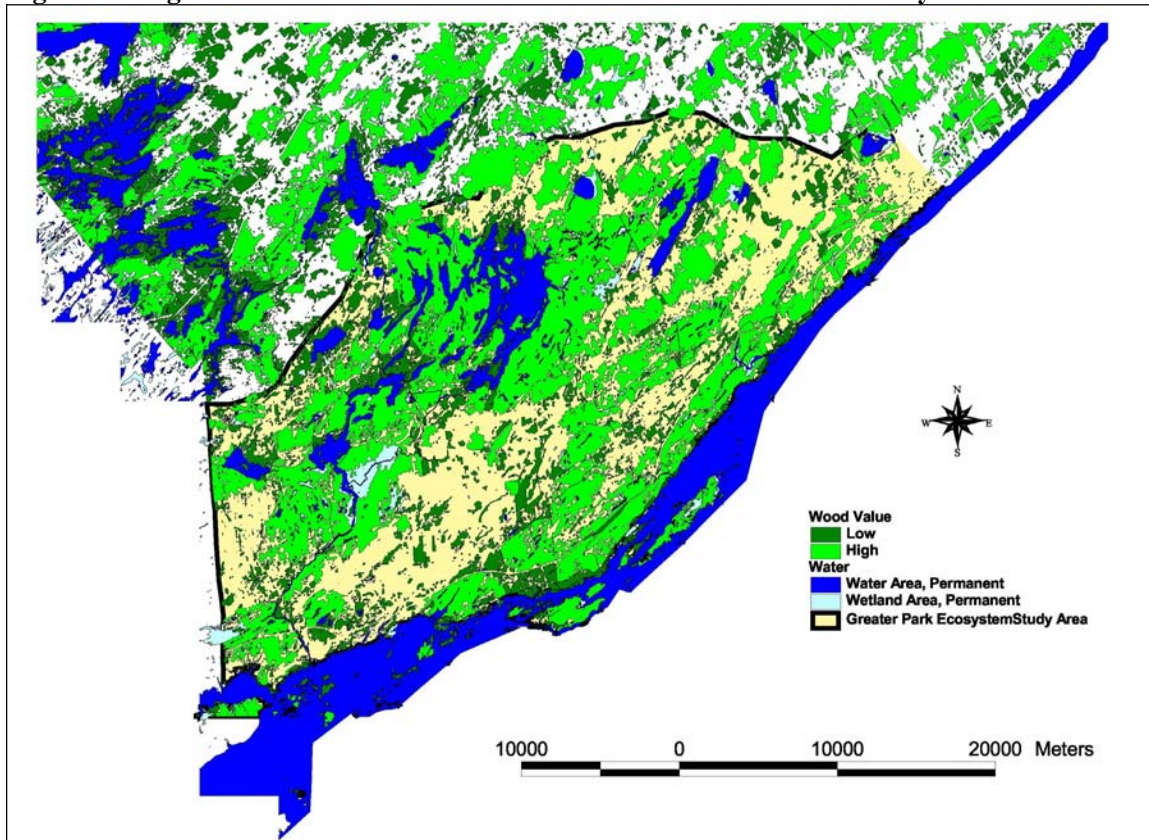 N
W E
S
Wood Value
Low
High
Water
Water Area, Permanent
Wetland Area, Permanent
Greater Park EcosystemStudy Area
10000 0 10000 20000 Meters